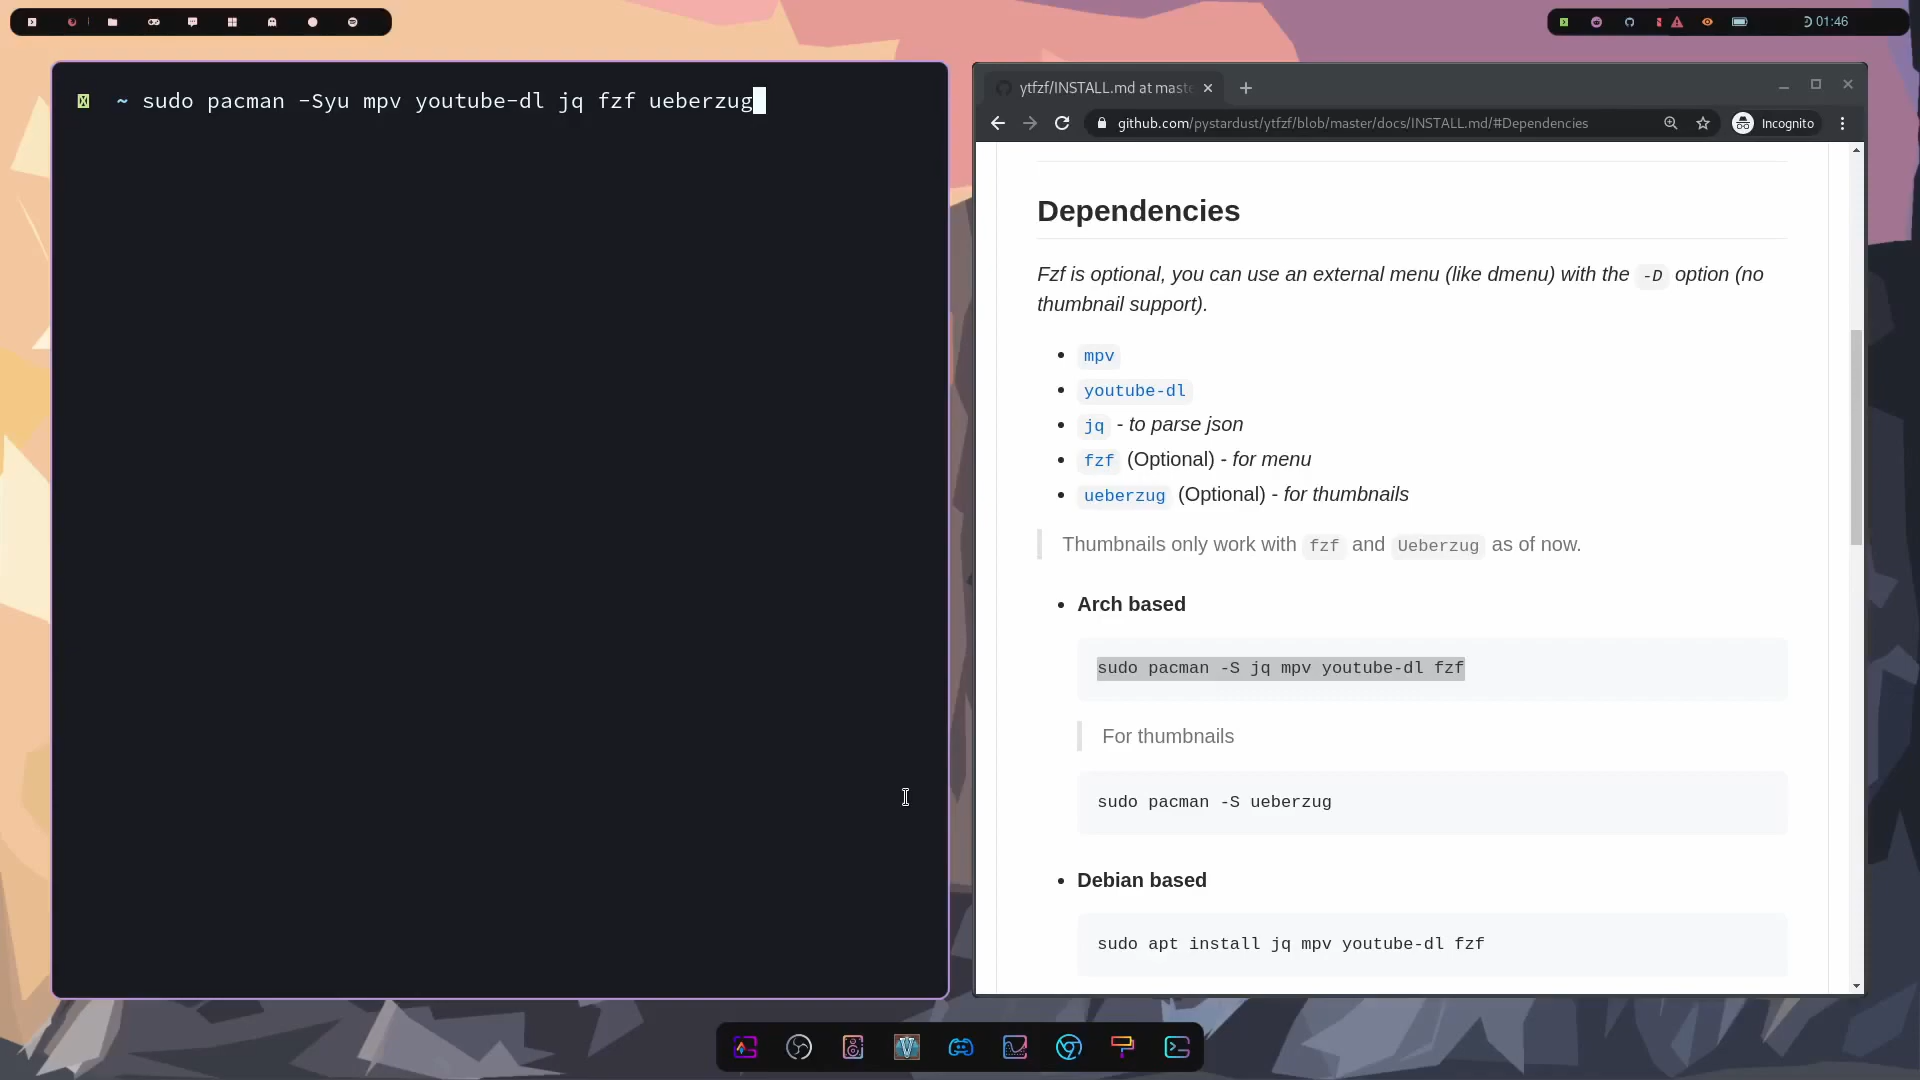 01:46
~ sudo pacman -Syu mpv youtube-dl jq fzf ueberzug
ytfzf/INSTALL.md at maste
github.com/pystardust/ytfzf/blob/master/docs/INSTALL.md/#Dependencies
Incognito
Dependencies
Fzf is optional, you can use an external menu (like dmenu) with the -D option (no
thumbnail support).
• mpv
• youtube-dl
• jq - to parse json
• fzf (Optional) - for menu
• ueberzug (Optional) - for thumbnails
Thumbnails only work with fzf and Ueberzug as of now.
• Arch based
sudo pacman -S jq mpv youtube-dl fzf
For thumbnails
sudo pacman -S ueberzug
• Debian based
sudo apt install jq mpv youtube-dl fzf